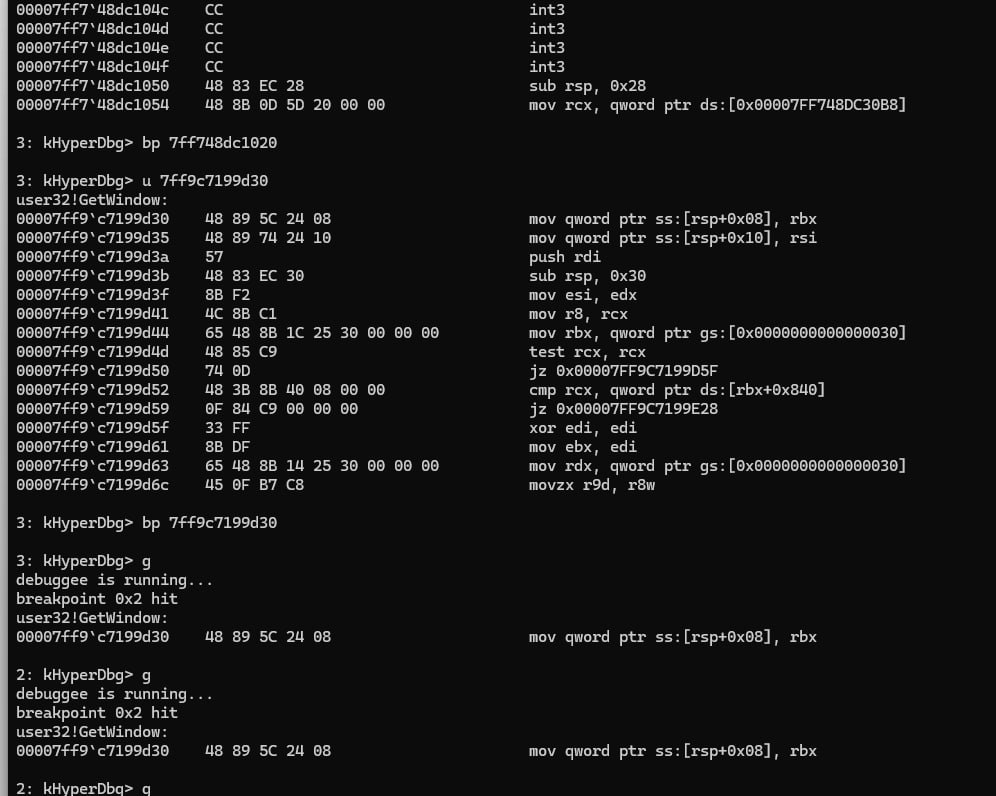 00007ff7`48dc104c    CC                                  int3
00007ff7`48dc104d    CC                                  int3
00007ff7`48dc104e    CC                                  int3
00007ff7`48dc104f    CC                                  int3
00007ff7`48dc1050    48 83 EC 28                         sub rsp, 0x28
00007ff7`48dc1054    48 8B 0D 5D 20 00 00                mov rcx, qword ptr ds:[0x00007FF748DC30B8]
3: kHyperDbg> bp 7ff748dc1020
3: kHyperDbg> u 7ff9c7199d30
user32!GetWindow:
00007ff9`c7199d30    48 89 5C 24 08                      mov qword ptr ss:[rsp+0x08], rbx
00007ff9`c7199d35    48 89 74 24 10                      mov qword ptr ss:[rsp+0x10], rsi
00007ff9`c7199d3a    57                                  push rdi
00007ff9`c7199d3b    48 83 EC 30                         sub rsp, 0x30
00007ff9`c7199d3f    8B F2                               mov esi, edx
00007ff9`c7199d41    4C 8B C1                            mov r8, rcx
00007ff9`c7199d44    65 48 8B 1C 25 30 00 00 00          mov rbx, qword ptr gs:[0x0000000000000030]
00007ff9`c7199d4d    48 85 C9                            test rcx, rcx
00007ff9`c7199d50    74 0D                               jz 0x00007FF9C7199D5F
00007ff9`c7199d52    48 3B 8B 40 08 00 00                cmp rcx, qword ptr ds:[rbx+0x840]
00007ff9`c7199d59    0F 84 C9 00 00 00                   jz 0x00007FF9C7199E28
00007ff9`c7199d5f    33 FF                               xor edi, edi
00007ff9`c7199d61    8B DF                               mov ebx, edi
00007ff9`c7199d63    65 48 8B 14 25 30 00 00 00          mov rdx, qword ptr gs:[0x0000000000000030]
00007ff9`c7199d6c    45 0F B7 C8                         movzx r9d, r8w
3: kHyperDbg> bp 7ff9c7199d30
3: kHyperDbg> g
debuggee is running...
breakpoint 0x2 hit
user32!GetWindow:
00007ff9`c7199d30    48 89 5C 24 08                      mov qword ptr ss:[rsp+0x08], rbx
2: kHyperDbg> g
debuggee is running...
breakpoint 0x2 hit
user32!GetWindow:
00007ff9`c7199d30    48 89 5C 24 08                      mov qword ptr ss:[rsp+0x08], rbx
2: kHyperDbg> g